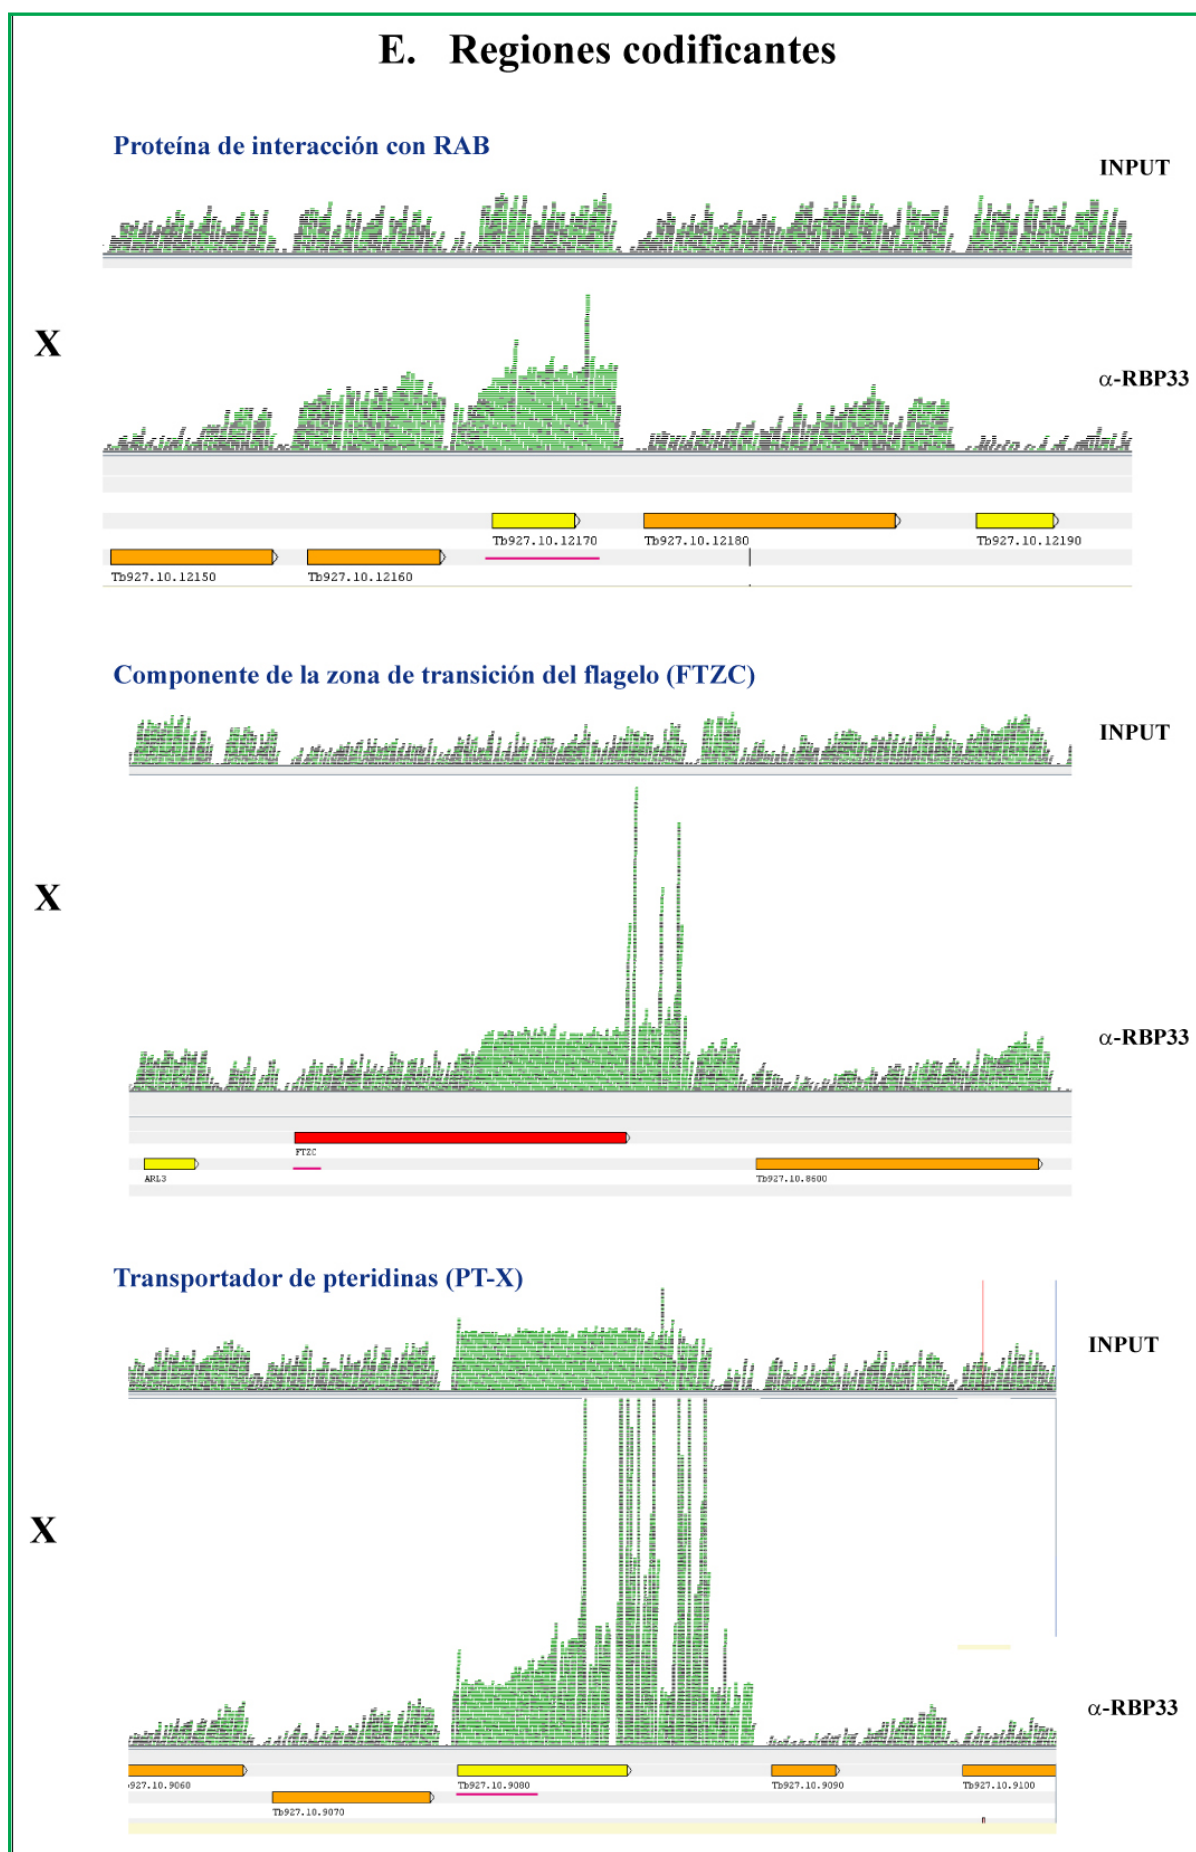 E. Regiones codificantes
Proteína de interacción con RAB
INPUT
X
α-RBP33
Tb927.10.12170
Tb927.10.12180
Tb927.10.12190
Tb927.10.12150
Tb927.10.12160
Componente de la zona de transición del flagelo (FTZC)
INPUT
X
α-RBP33
FTZC
ARL3
Tb927.10.8600
Transportador de pteridinas (PT-X)
INPUT
X
α-RBP33
927.10.9060
Tb927.10.9080
Tb927.10.9090
Tb927.10.9100
Tb927.10.9070